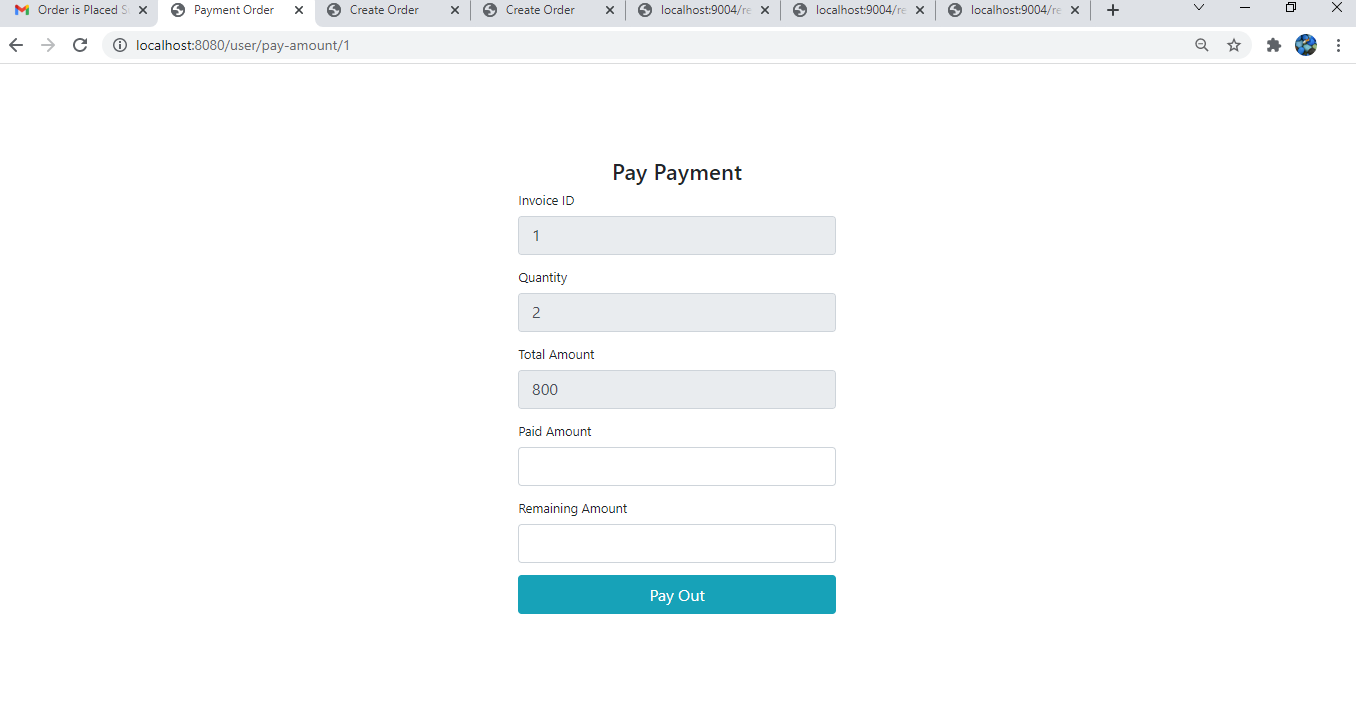 Order is Placed S
Payment Order
Create Order
Create Order
localhost:9004/re
localhost:9004/re
localhost:9004/re
localhost:8080/user/pay-amount/1
Pay Payment
Invoice ID
1
Quantity
2
Total Amount
800
Paid Amount
Remaining Amount
Pay Out